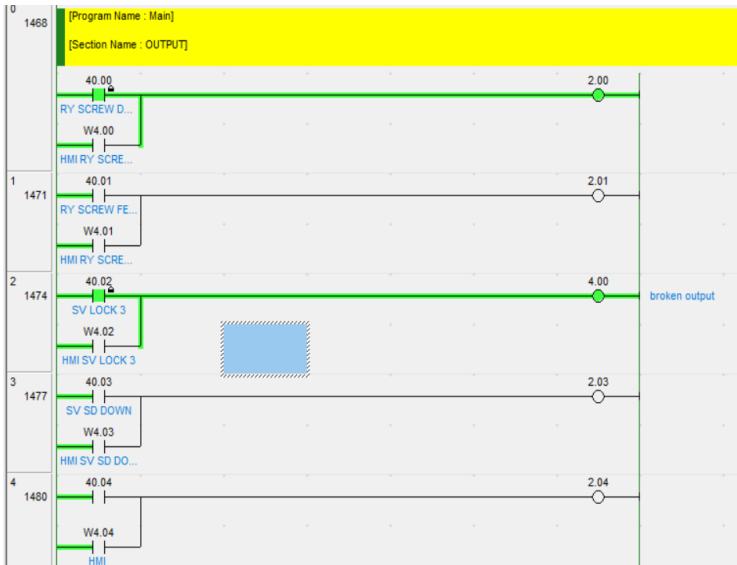 0
1468
[Program Name : Main]
[Section Name : OUTPUT]
40.00 2.00
RY SCREW D...
W4.00
HMI RY SCRE...
1
1471
40.01 2.01
RY SCREW FE...
W4.01
HMI RY SCRE...
2
1474
40.02 4.00
SV LOCK 3 broken output
W4.02
HMI SV LOCK 3
3
1477
40.03 2.03
SV SD DOWN
W4.03
HMI SV SD DO...
4
1480
40.04 2.04
W4.04
HMI